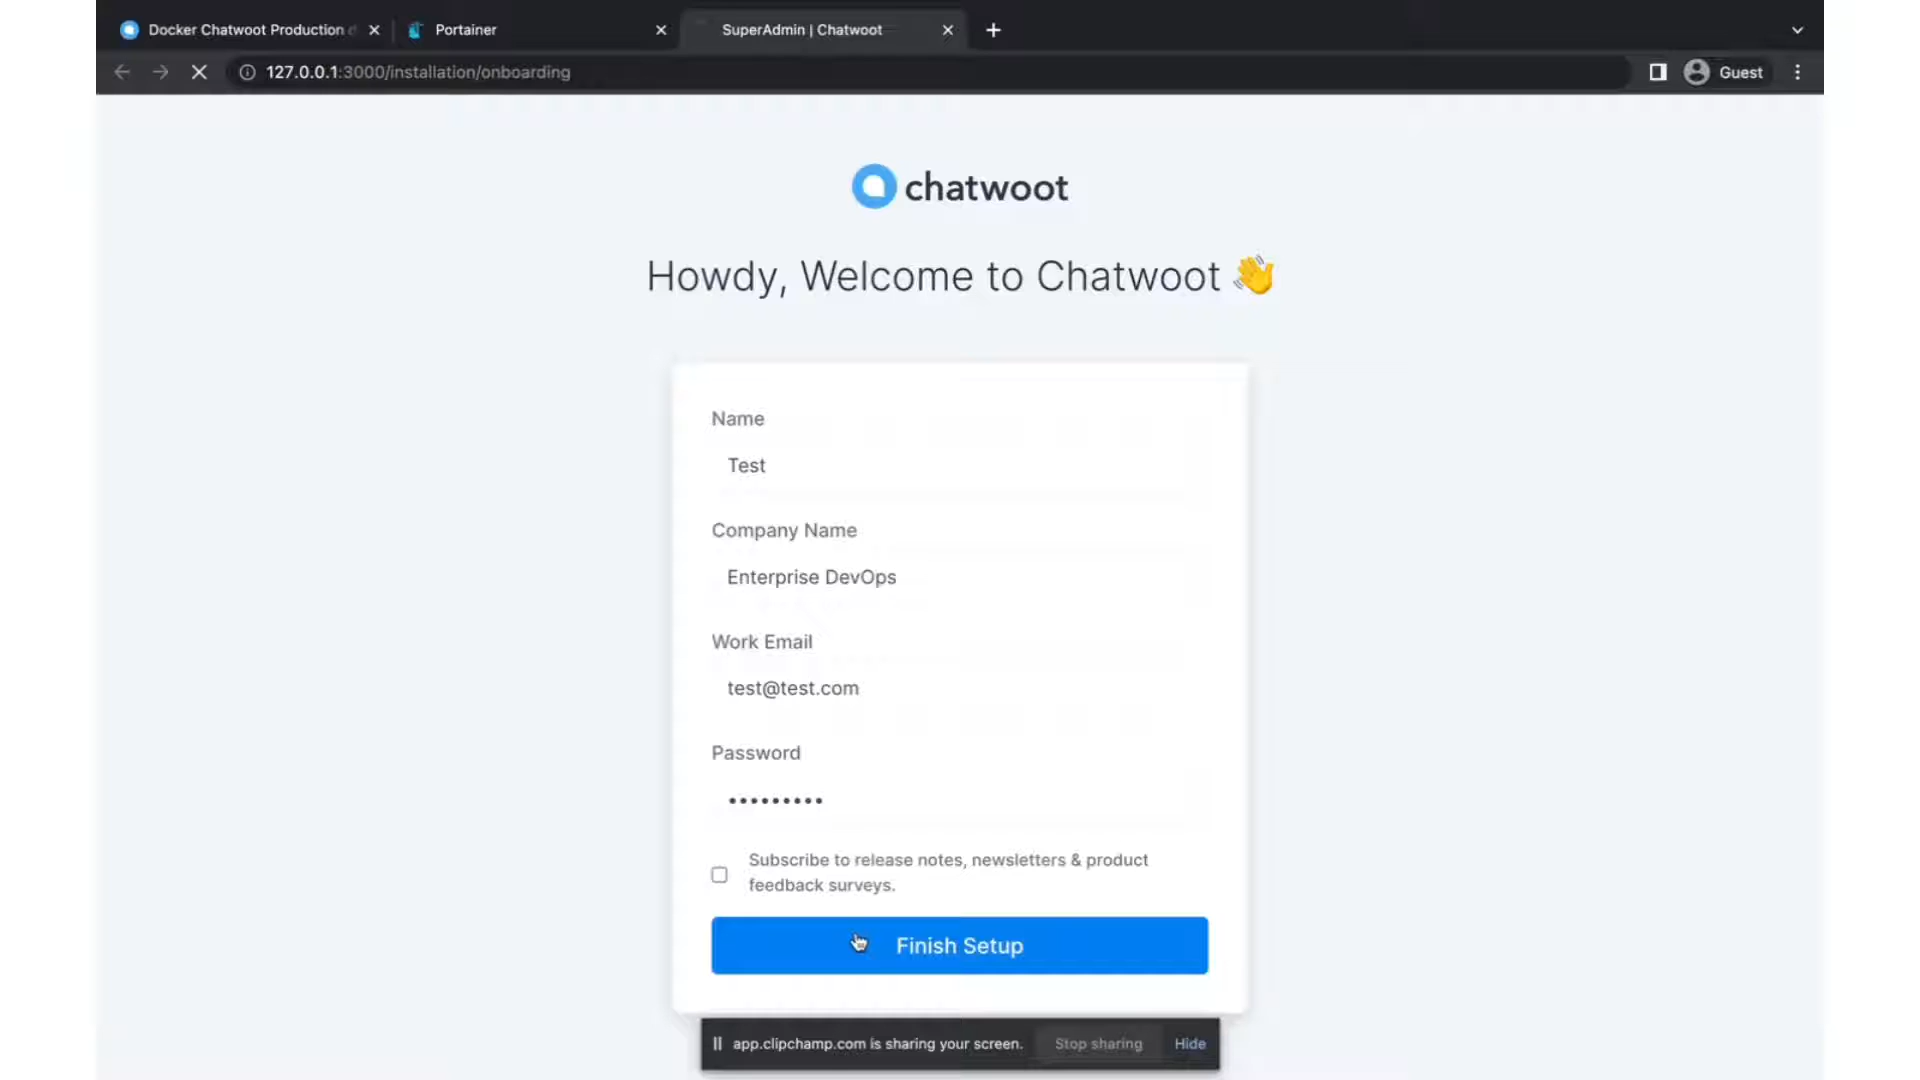 Docker Chatwoot Production
Portainer
SuperAdmin | Chatwoot
127.0.0.1:3000/installation/onboarding
Guest
chatwoot
Howdy, Welcome to Chatwoot 👋
Name
Test
Company Name
Enterprise DevOps
Work Email
test@test.com
Password
•••••••••
Subscribe to release notes, newsletters & product
feedback surveys.
Finish Setup
app.clipchamp.com is sharing your screen.
Stop sharing
Hide